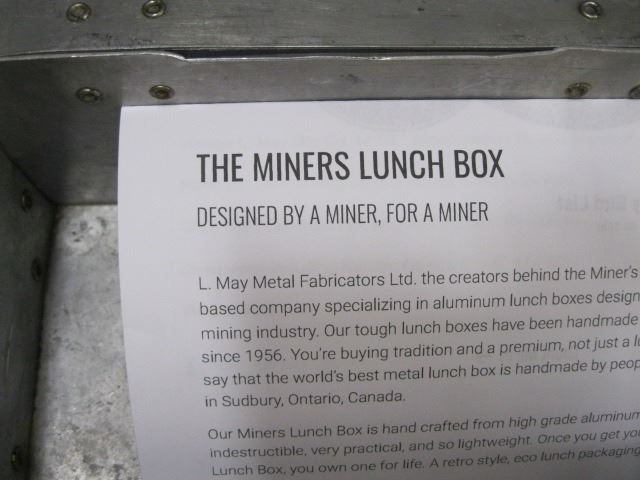 THE MINERS LUNCH BOX
DESIGNED BY A MINER, FOR A MINER
L. May Metal Fabricators Ltd. the creators behind the Miner's
based company specializing in aluminum lunch boxes design
mining industry. Our tough lunch boxes have been handmade
since 1956. You're buying tradition and a premium, not just a lu
say that the world's best metal lunch box is handmade by peop
in Sudbury, Ontario, Canada.
Our Miners Lunch Box is hand crafted from high grade aluminum
indestructible, very practical, and so lightweight. Once you get yo
Lunch Box, you own one for life. A retro style, eco lunch packaging